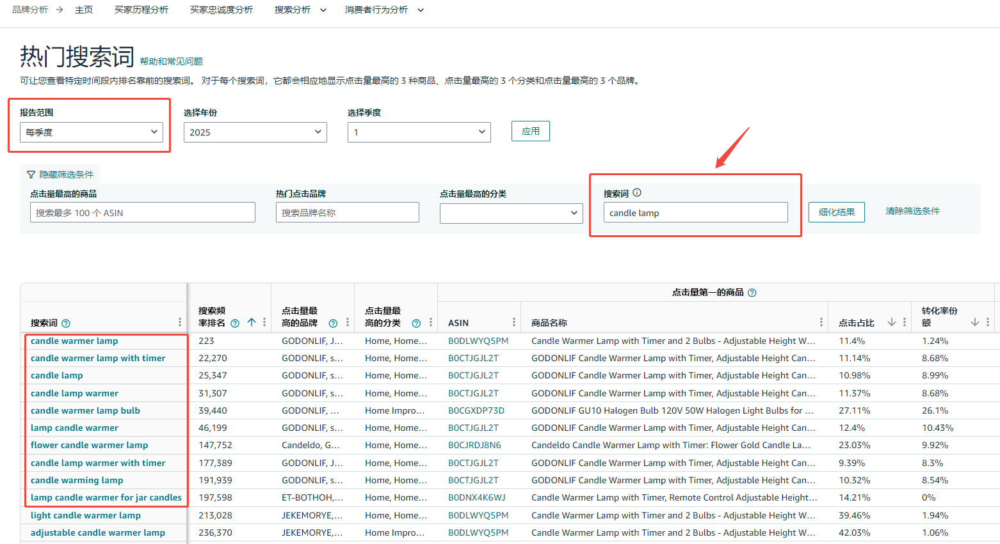 品牌分析 → 主页 买家历程分析 买家忠诚度分析 搜索分析 消费者行为分析
热门搜索词 帮助和常见问题
可让您查看特定时间段内排名靠前的搜索词。 对于每个搜索词，它都会相应地显示点击量最高的 3 种商品、点击量最高的 3 个分类和点击量最高的 3 个品牌。
报告范围 选择年份 选择季度
每季度 2025 1 应用
隐藏筛选条件
点击量最高的商品 热门点击品牌 点击量最高的分类 搜索词
搜索最多 100 个 ASIN 搜索品牌名称 candle lamp 细化结果 清除筛选条件
点击量第一的商品
搜索词 搜索频率排名 点击量最高的品牌 点击量最高的分类 ASIN 商品名称 点击占比 转化率份额
candle warmer lamp 223 GODONLIF, J... Home, Home... B0DLWYQ5PM Candle Warmer Lamp with Timer and 2 Bulbs - Adjustable Height W... 11.4% 1.24%
candle warmer lamp with timer 22,270 GODONLIF, s... Home, Home... B0CTJGJL2T GODONLIF Candle Warmer Lamp with Timer, Adjustable Height Can... 11.14% 8.68%
candle lamp 25,347 GODONLIF, s... Home, Home... B0CTJGJL2T GODONLIF Candle Warmer Lamp with Timer, Adjustable Height Can... 10.98% 8.99%
candle lamp warmer 31,307 GODONLIF, s... Home, Home... B0CTJGJL2T GODONLIF Candle Warmer Lamp with Timer, Adjustable Height Can... 11.37% 8.68%
candle warmer lamp bulb 39,440 GODONLIF, ... Home Impro... B0CGXDP73D GODONLIF GU10 Halogen Bulb 120V 50W Halogen Light Bulbs for ... 27.11% 26.1%
lamp candle warmer 46,199 GODONLIF, s... Home, Home... B0CTJGJL2T GODONLIF Candle Warmer Lamp with Timer, Adjustable Height Can... 12.4% 10.43%
flower candle warmer lamp 147,752 Candeldo, G... Home, Home... B0CJRDJ8N6 Candeldo Candle Warmer Lamp with Timer: Flower Gold Candle La... 23.03% 9.92%
candle lamp warmer with timer 177,389 GODONLIF, J... Home, Home... B0CTJGJL2T GODONLIF Candle Warmer Lamp with Timer, Adjustable Height Can... 9.39% 8.3%
candle warming lamp 191,939 GODONLIF, s... Home, Home... B0CTJGJL2T GODONLIF Candle Warmer Lamp with Timer, Adjustable Height Can... 10.32% 8.54%
lamp candle warmer for jar candles 197,598 ET-BOTHOH,... Home, Home... B0DNX4K6WJ Candle Warmer Lamp with Timer, Remote Control Adjustable Height... 14.21% 0%
light candle warmer lamp 213,028 JEKEMORYE,... Home, Home... B0DLWYQ5PM Candle Warmer Lamp with Timer and 2 Bulbs - Adjustable Height W... 39.46% 1.94%
adjustable candle warmer lamp 236,370 JEKEMORYE,... Home Impro... B0DLWYQ5PM Candle Warmer Lamp with Timer and 2 Bulbs - Adjustable Height W... 42.03% 1.06%